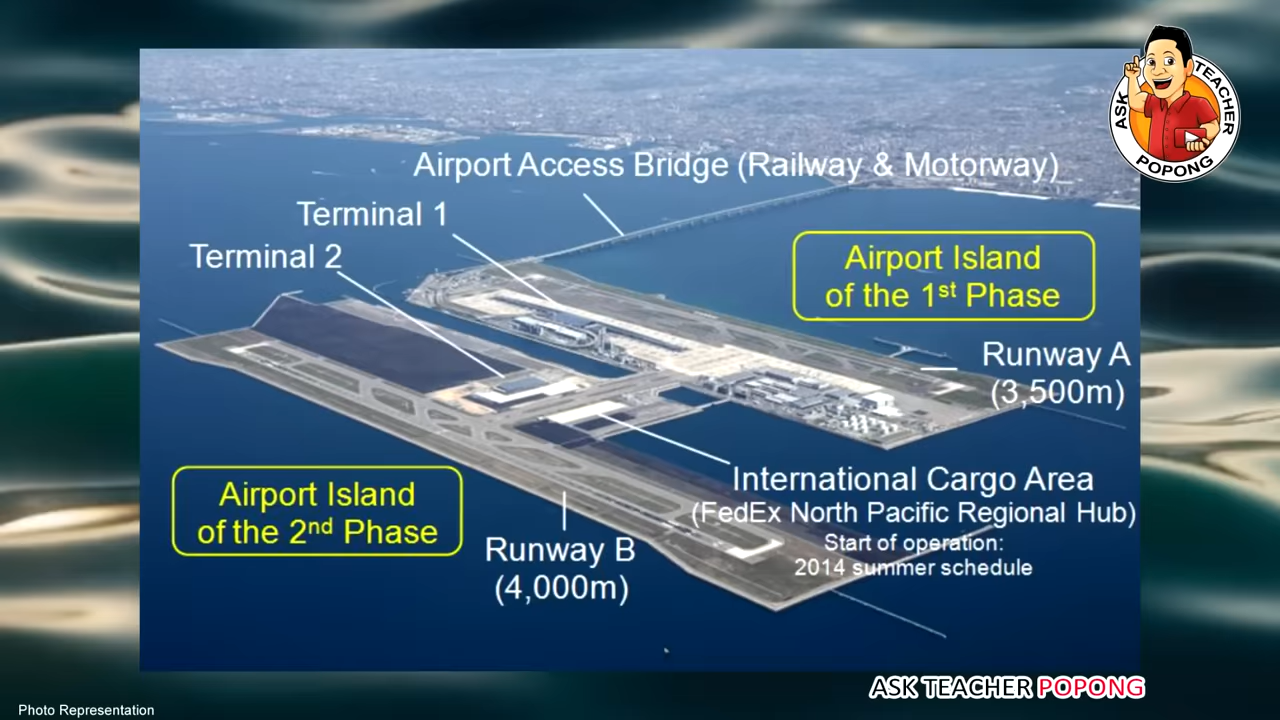 ASK TEACHER POPONG
Airport Access Bridge (Railway & Motorway)
Terminal 1
Terminal 2
Airport Island
of the 1st Phase
Runway A
(3,500m)
Airport Island
of the 2nd Phase
International Cargo Area
(FedEx North Pacific Regional Hub)
Start of operation:
2014 summer schedule
Runway B
(4,000m)
ASK TEACHER POPONG
Photo Representation